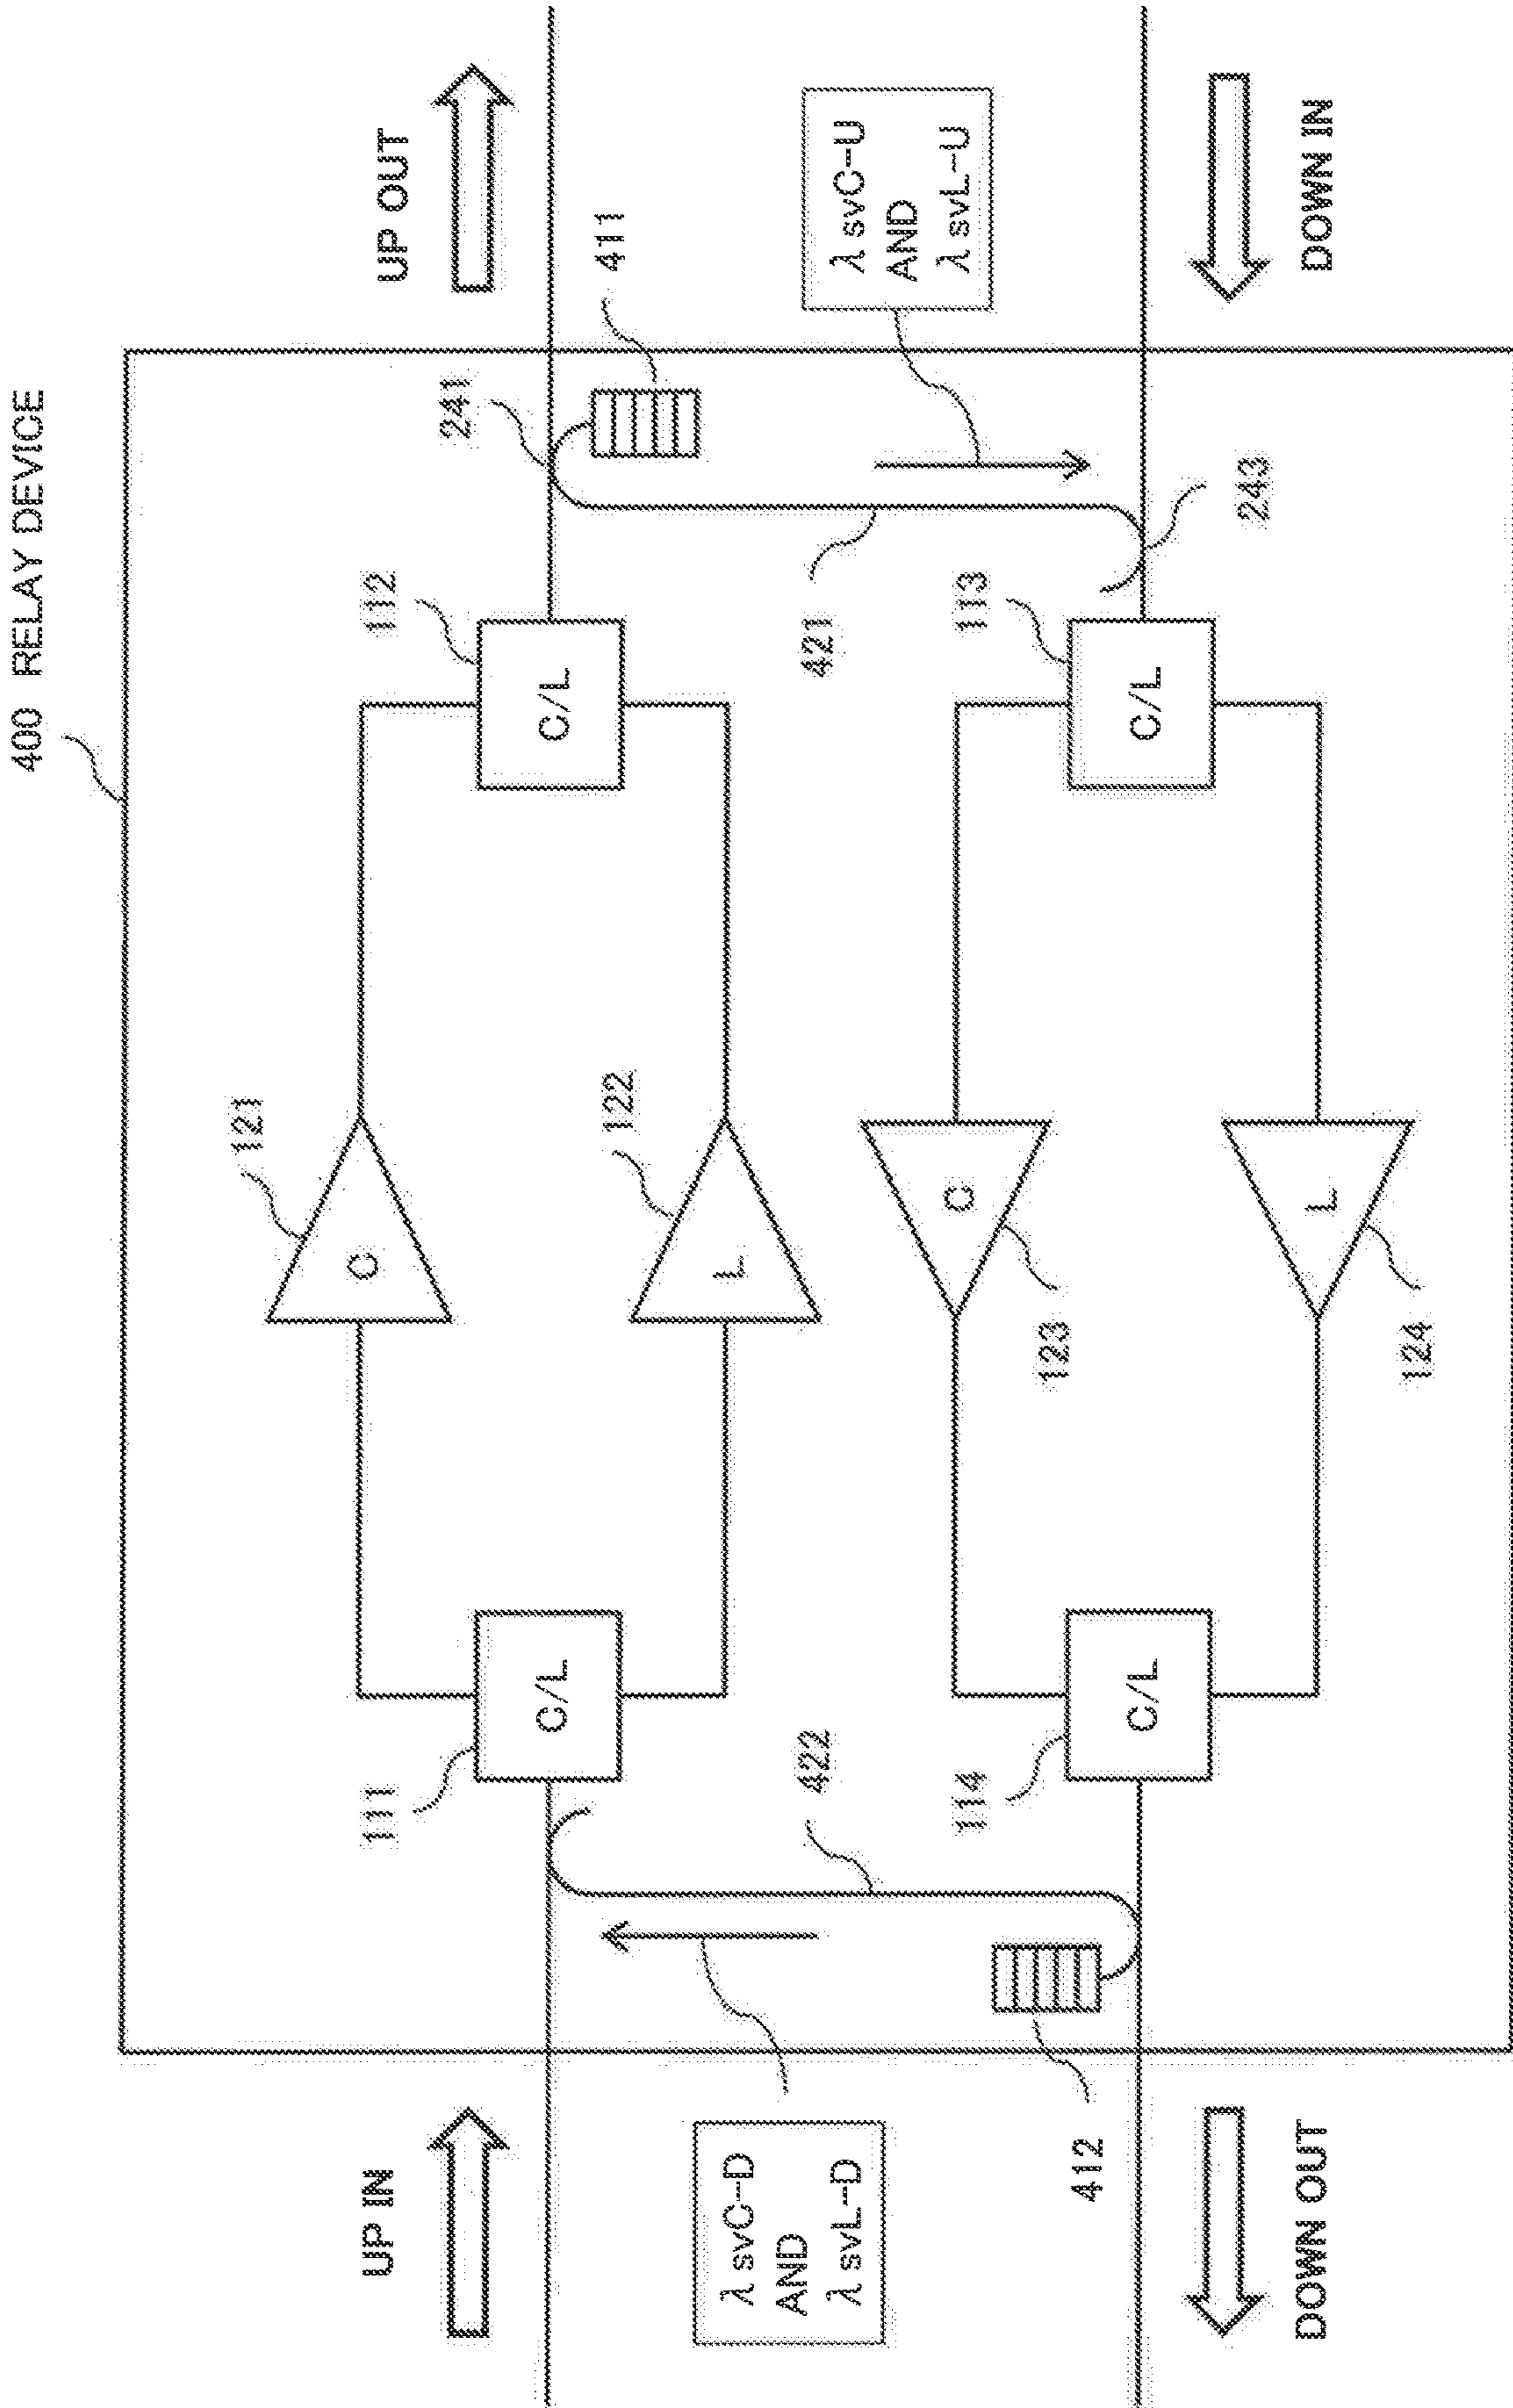 400 RELAY DEVICE
UP IN
UP OUT
121
C
111
C/L
112
C/L
241
411
122
L
λ svC-D
AND
λ svL-D
422
421
λ svC-U
AND
λ svL-U
C
123
412
114
C/L
113
C/L
243
L
124
DOWN OUT
DOWN IN